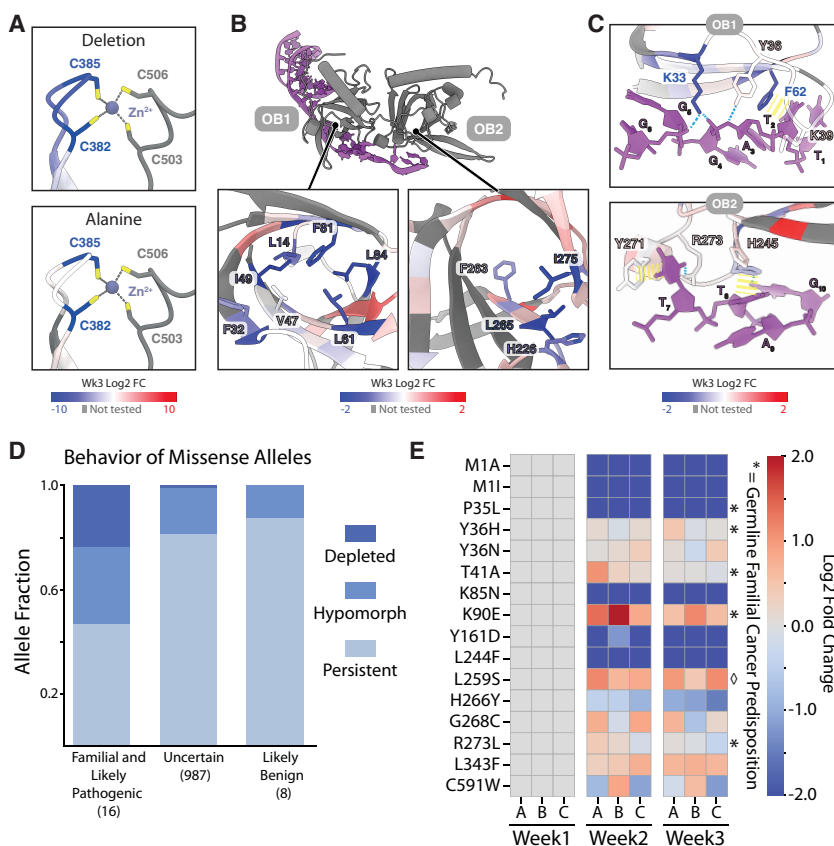 A
Deletion
C385
C506
Zn2+
C382
C503
Alanine
C385
C506
Zn2+
C382
C503
Wk3 Log2 FC
-10
Not tested
10
B
OB1
OB2
F81
L14
L84
I49
V47
F32
L61
F263
I275
L265
H226
Wk3 Log2 FC
-2
Not tested
2
C
OB1
Y36
K33
F62
G5
G6
T2
K39
G4
A3
T1
OB2
Y271
R273
H245
G10
T7
T8
A9
Wk3 Log2 FC
-2
Not tested
2
D
Behavior of Missense Alleles
Allele Fraction
1.0
0.6
0.2
Depleted
Hypomorph
Persistent
Familial and
Likely
Pathogenic
(16)
Uncertain
(987)
Likely
Benign
(8)
E
M1A
M1I
P35L
*
Y36H
*
Y36N
T41A
*
K85N
K90E
*
Y161D
L244F
L259S
◊
H266Y
G268C
R273L
*
L343F
C591W
A B C A B C A B C
Week1 Week2 Week3
* = Germline Familial Cancer Predisposition
2.0
1.0
0.0
-1.0
-2.0
Log2 Fold Change